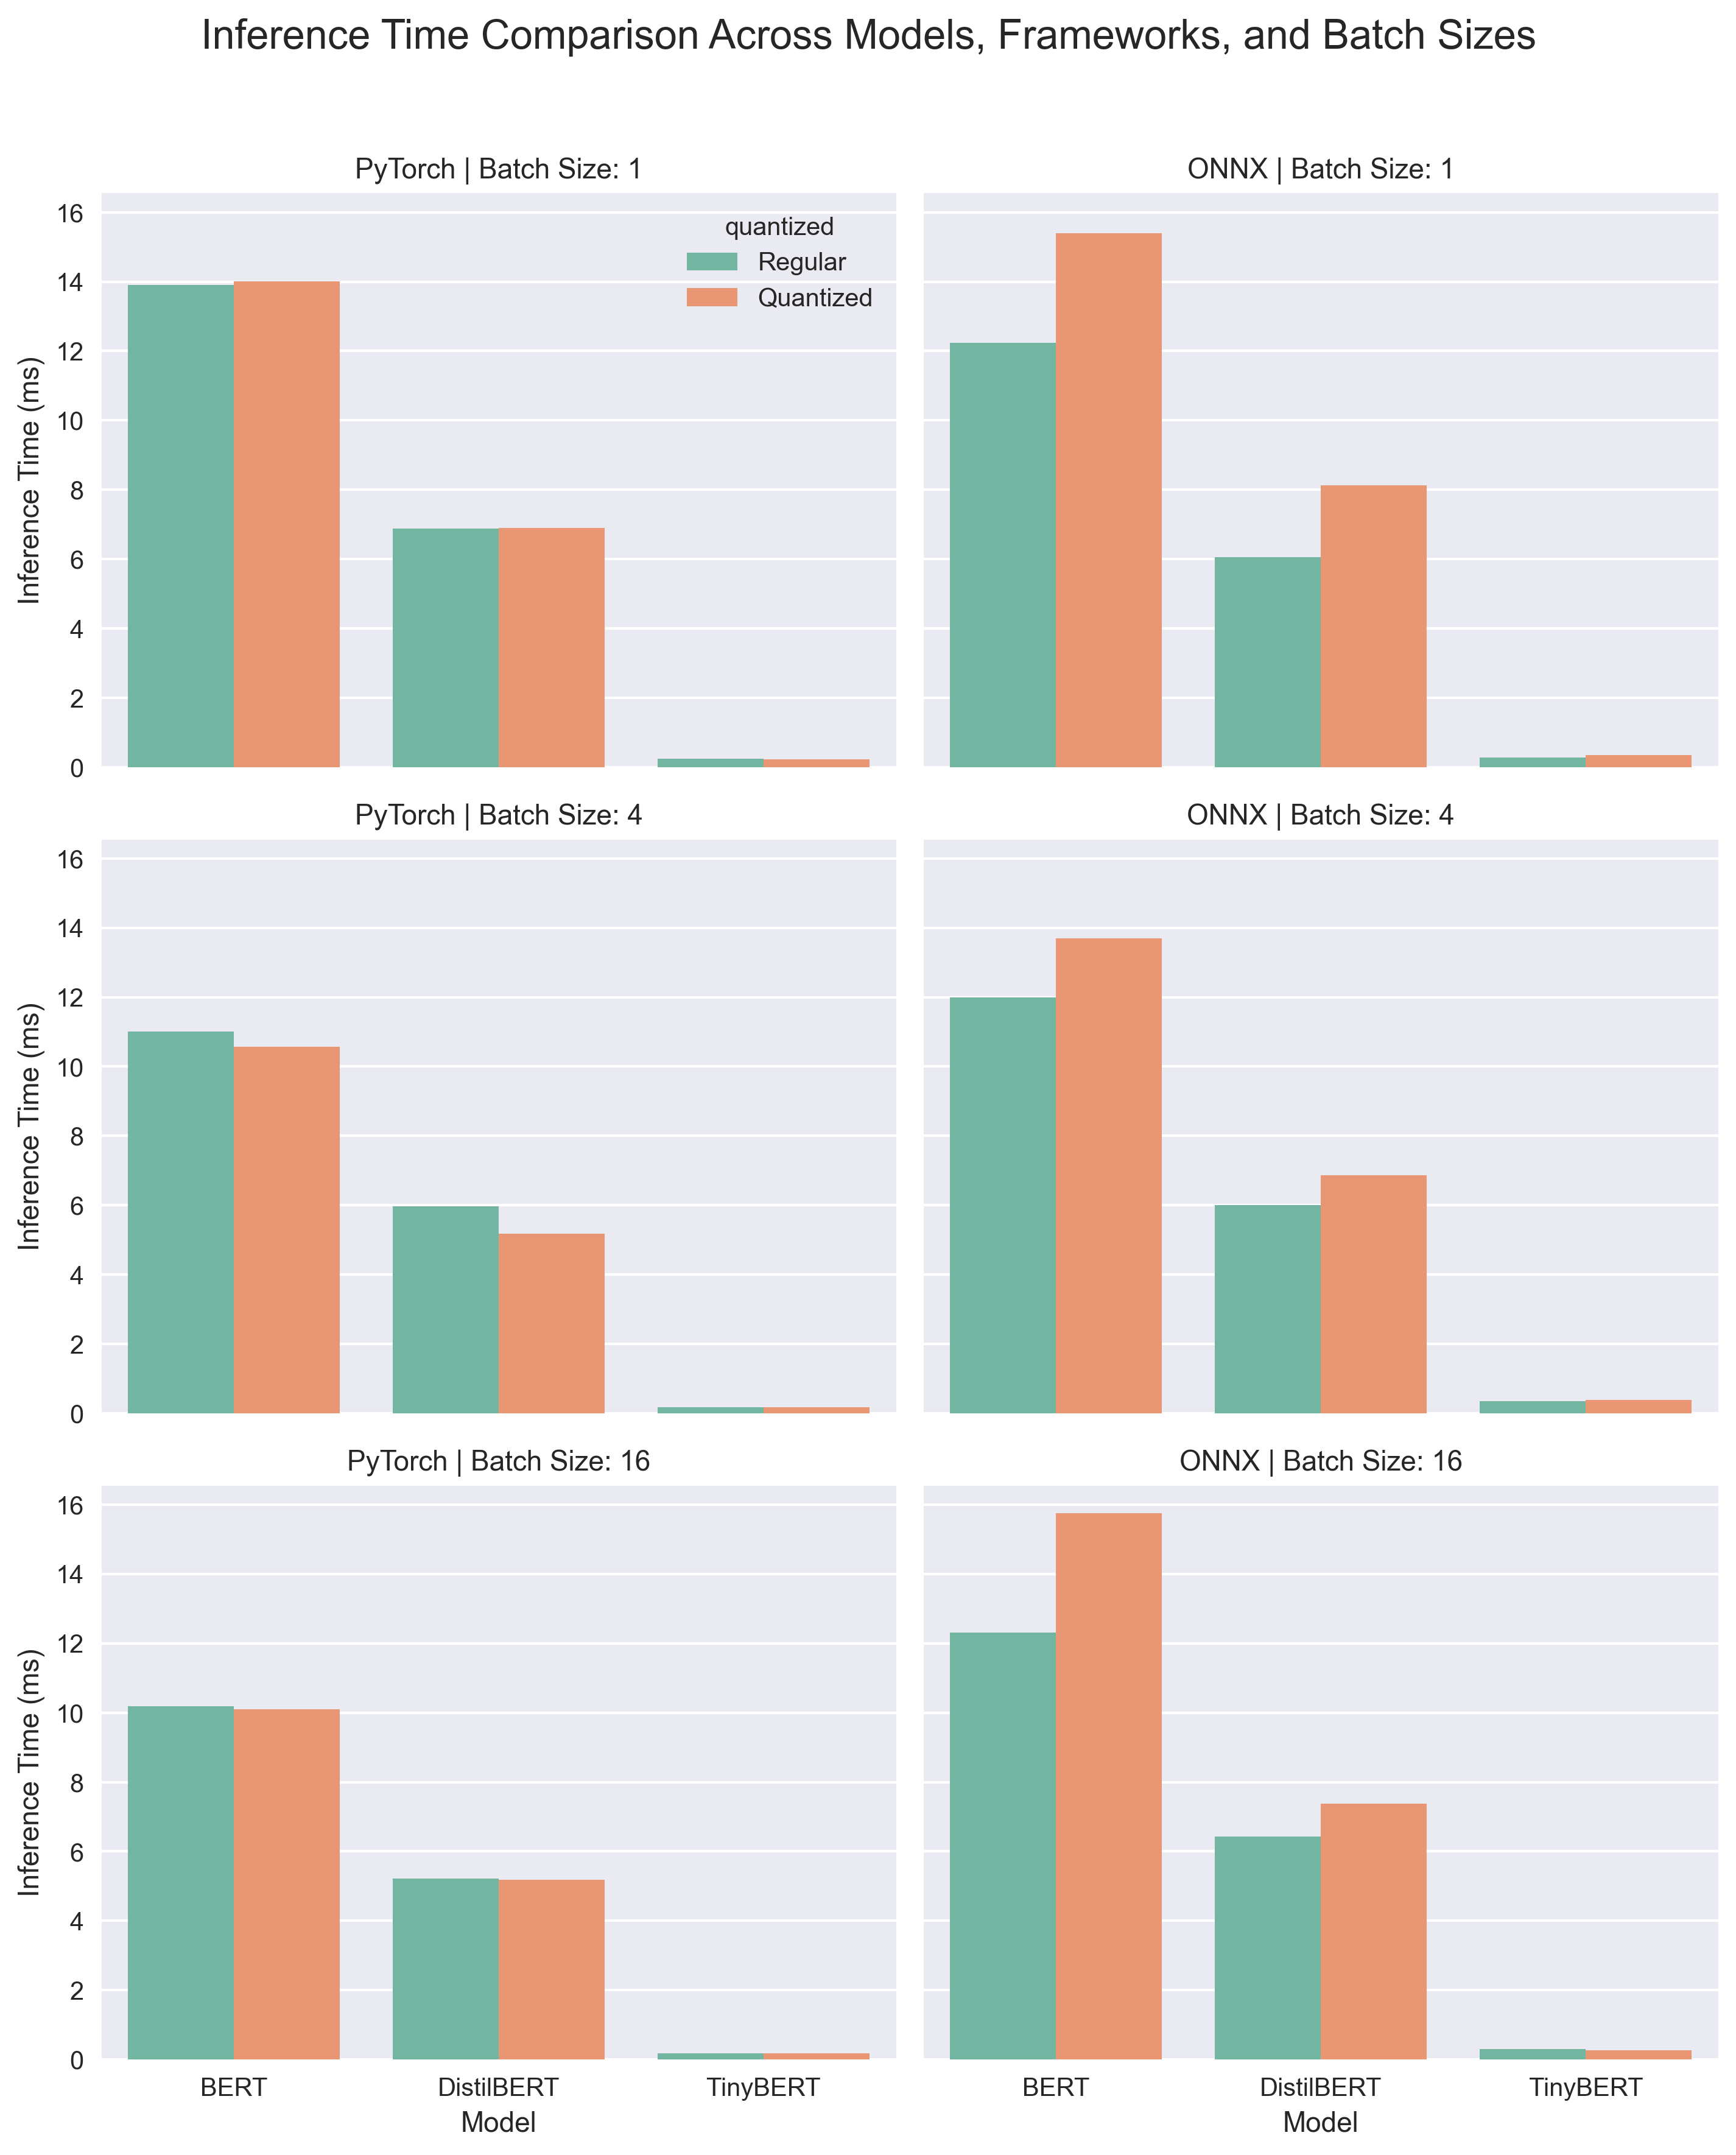 Inference Time Comparison Across Models, Frameworks, and Batch Sizes
PyTorch | Batch Size: 1
ONNX | Batch Size: 1
Inference Time (ms)
16
14
12
10
8
6
4
2
0
quantized
Regular
Quantized
PyTorch | Batch Size: 4
ONNX | Batch Size: 4
Inference Time (ms)
16
14
12
10
8
6
4
2
0
PyTorch | Batch Size: 16
ONNX | Batch Size: 16
Inference Time (ms)
16
14
12
10
8
6
4
2
0
BERT
DistilBERT
TinyBERT
Model
BERT
DistilBERT
TinyBERT
Model